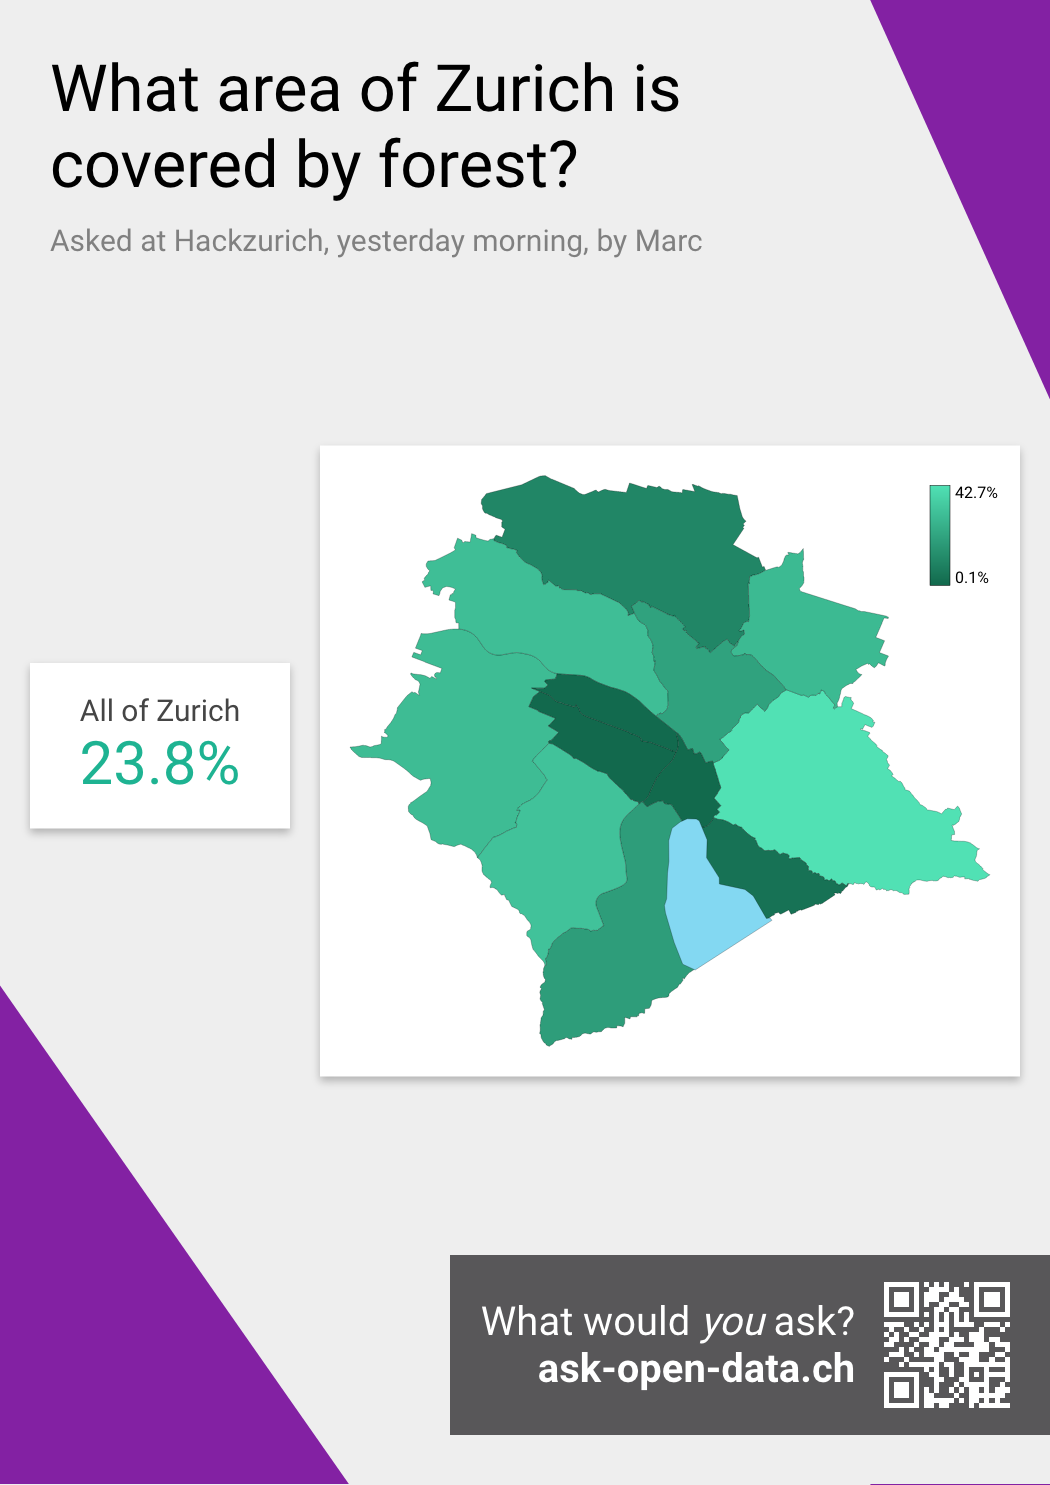 What area of Zurich is
covered by forest?
Asked at Hackzurich, yesterday morning, by Marc
42.7%
0.1%
All of Zurich
23.8%
What would you ask?
ask-open-data.ch